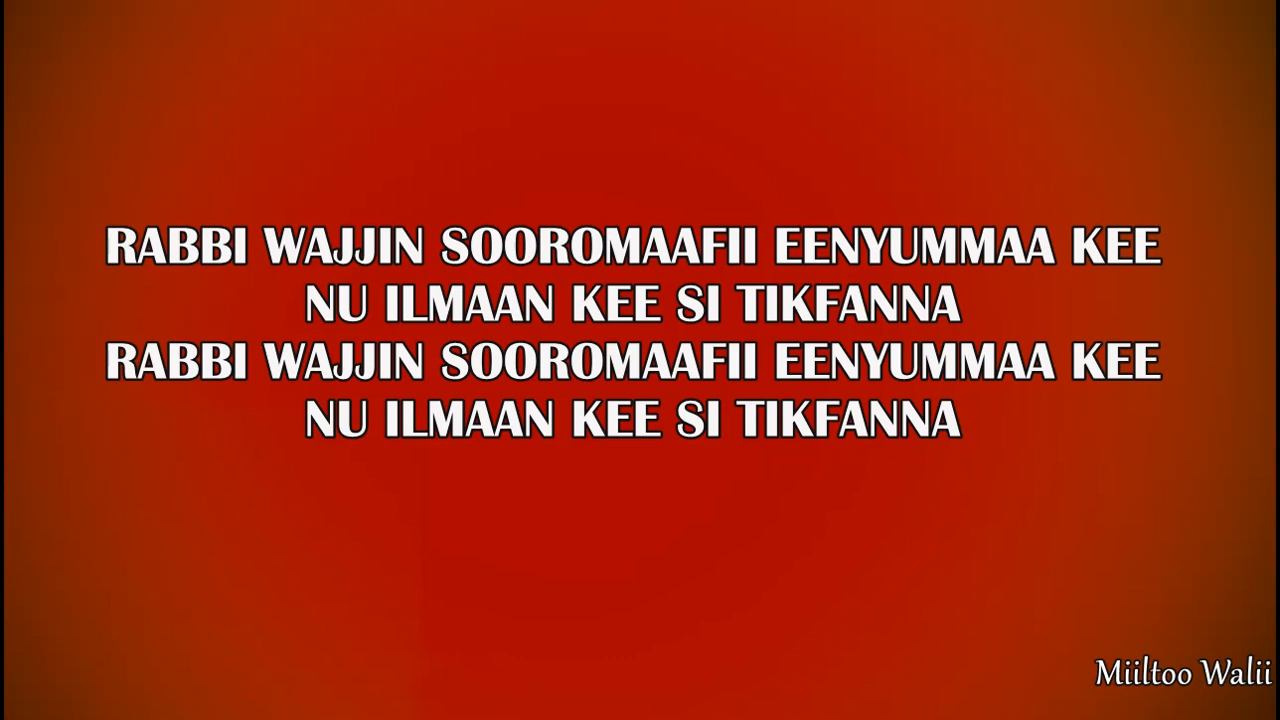 RABBI WAJJIN SOOROMAAFII EENYUMMAA KEE
NU ILMAAN KEE SI TIKFANNA
RABBI WAJJIN SOOROMAAFII EENYUMMAA KEE
NU ILMAAN KEE SI TIKFANNA
Miiltoo Walii